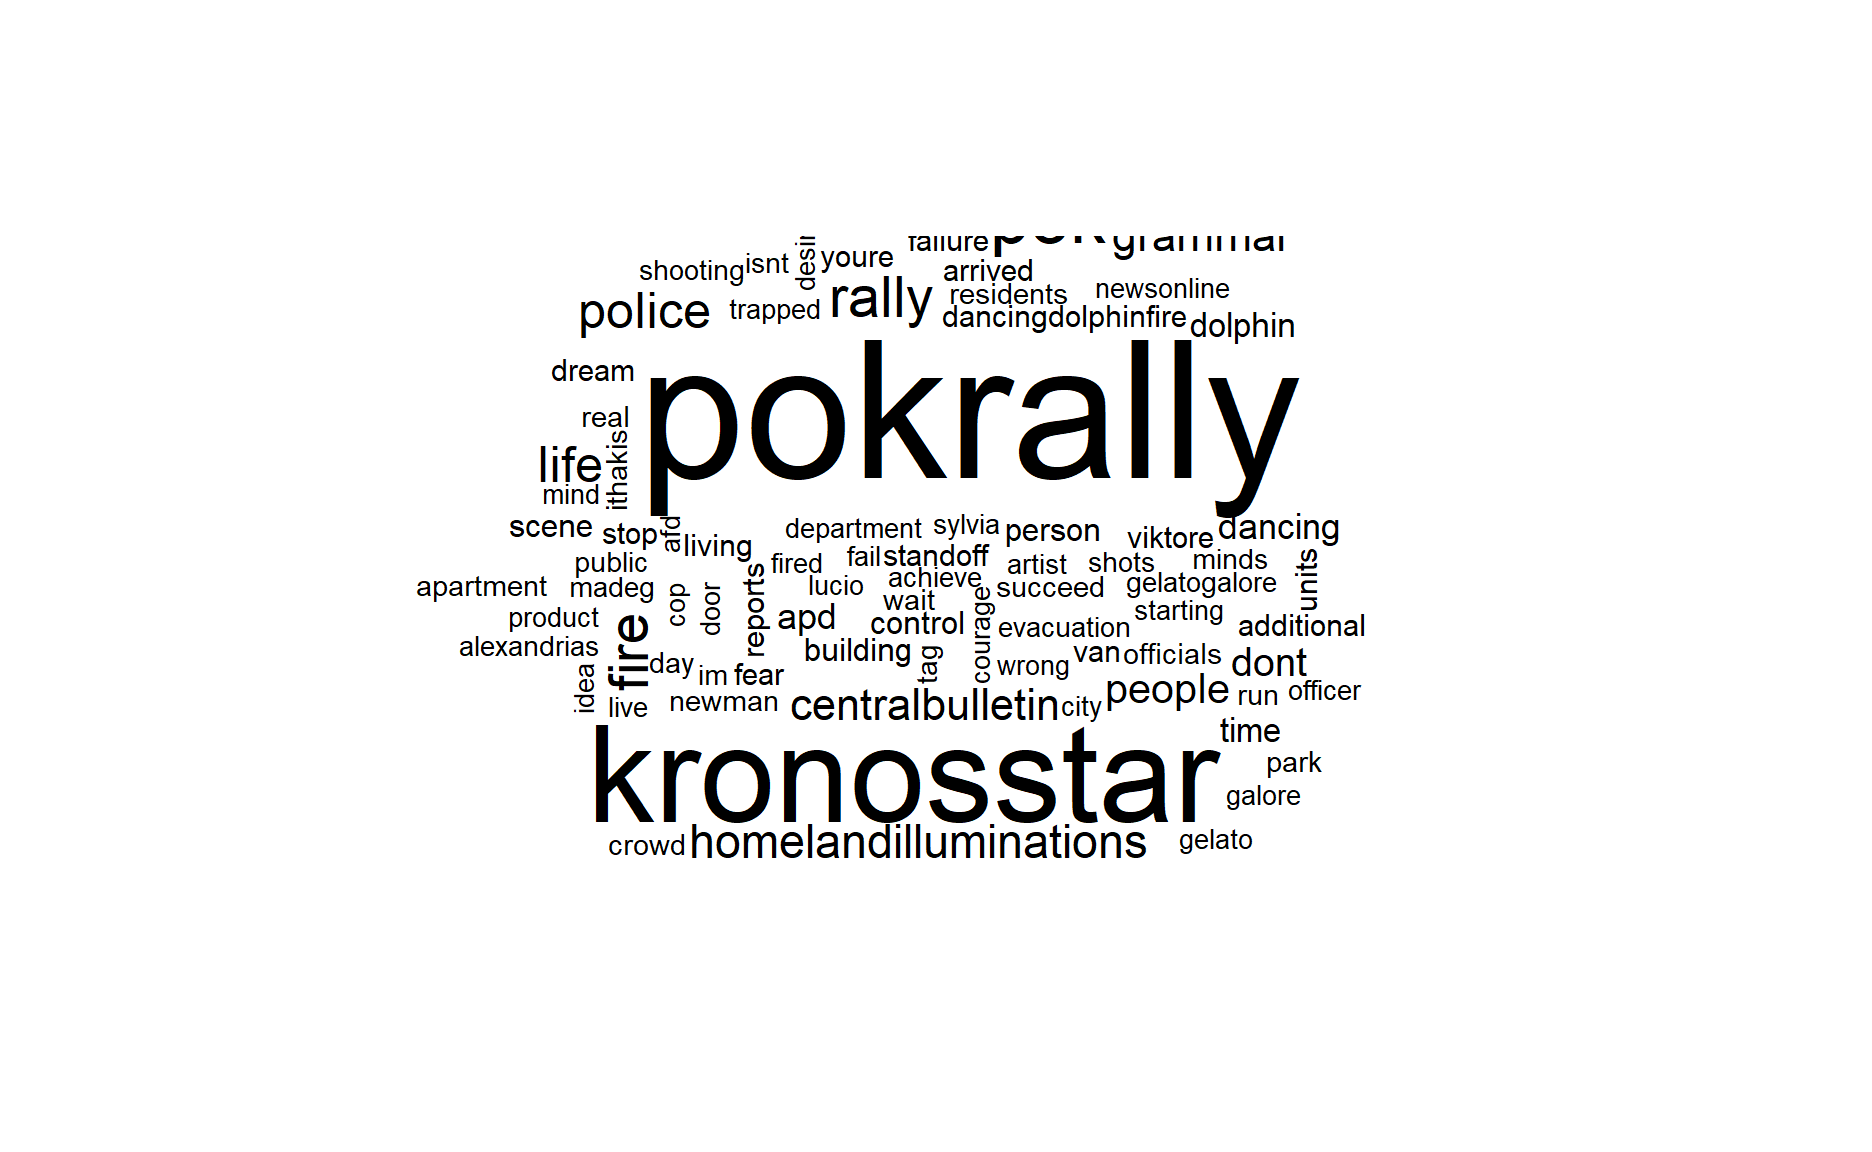 failure pok grammar
shooting isnt youre arrived
police trapped rally residents newsonline
dancingdolphinfire dolphin
dream pokrally
real
life ithakis
mind
scene stop afd living department sylvia person viktore dancing
public fired fail standoff artist shots minds units
apartment madeg cop door reports lucio achieve succeed gelatogalore
product apd wait courage starting
alexandrias fire building control evacuation additional
idea day im fear tag wrong van officials dont
live newman centralbulletin city people run officer
kronosstar time
park
galore
crowd homelandilluminations gelato